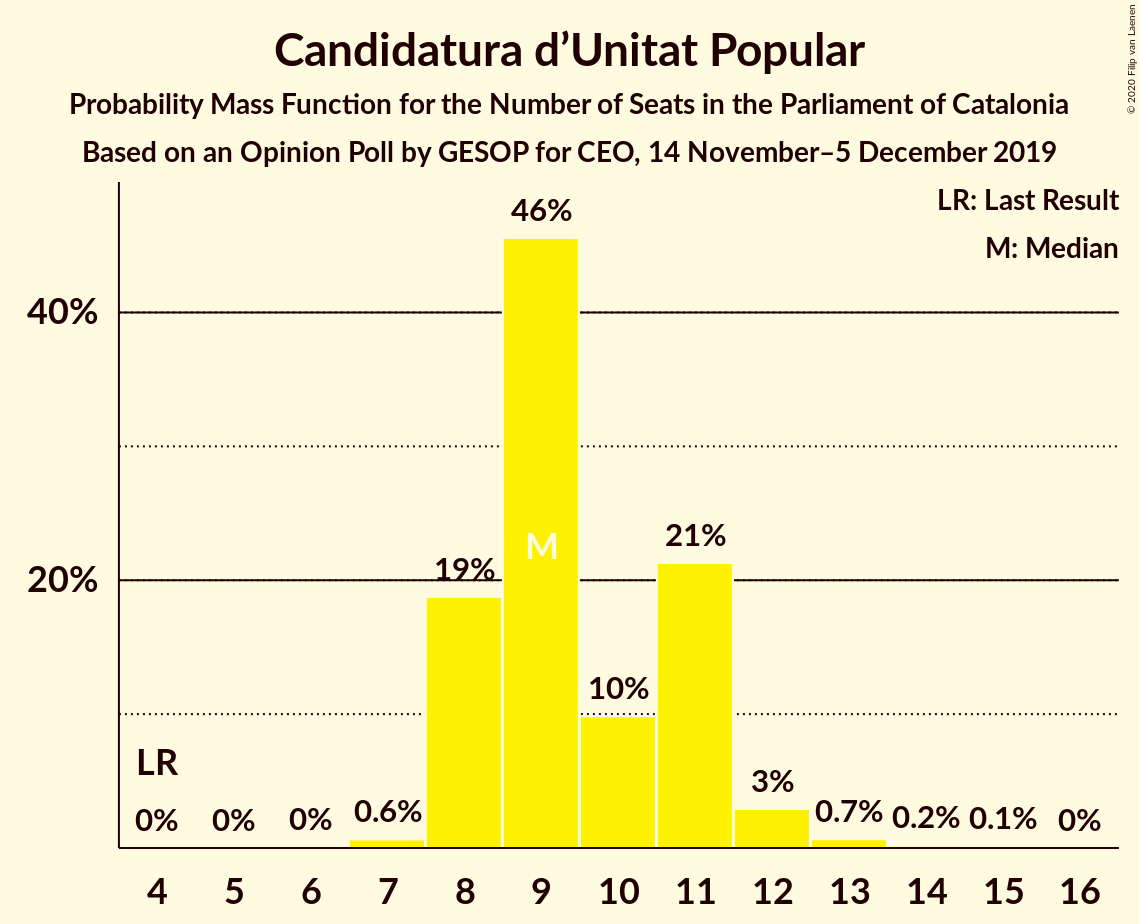 Candidatura d’Unitat Popular
Probability Mass Function for the Number of Seats in the Parliament of Catalonia
Based on an Opinion Poll by GESOP for CEO, 14 November–5 December 2019
© 2020 Filip van Laenen
LR: Last Result
M: Median
46%
40%
M
21%
19%
20%
10%
LR
3%
0% 0% 0% 0.6% 0.7% 0.2% 0.1% 0%
4 5 6 7 8 9 10 11 12 13 14 15 16